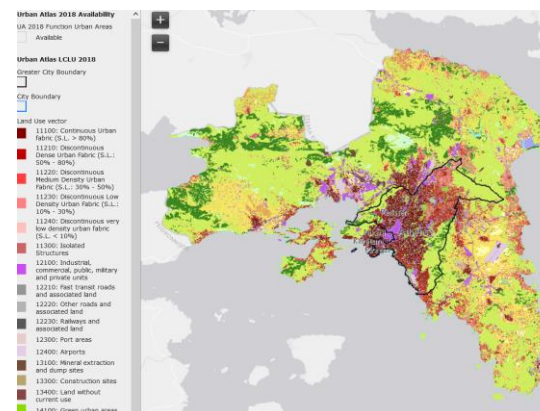 Urban Atlas 2018 Availability
UA 2018 Function Urban Areas
Available
Urban Atlas LCLU 2018
Greater City Boundary
City Boundary
Land Use vector
11100: Continuous Urban
fabric (S.L. > 80%)
11210: Discontinuous
Dense Urban Fabric (S.L.:
50% - 80%)
11220: Discontinuous
Medium Density Urban
Fabric (S.L.: 30% - 50%)
11230: Discontinuous Low
Density Urban Fabric (S.L.:
10% - 30%)
11240: Discontinuous very
low density urban fabric
(S.L. < 10%)
11300: Isolated
Structures
12100: Industrial,
commercial, public, military
and private units
12210: Fast transit roads
and associated land
12220: Other roads and
associated land
12230: Railways and
associated land
12300: Port areas
12400: Airports
13100: Mineral extraction
and dump sites
13300: Construction sites
13400: Land without
current use
14100: Green urban areas
+
−